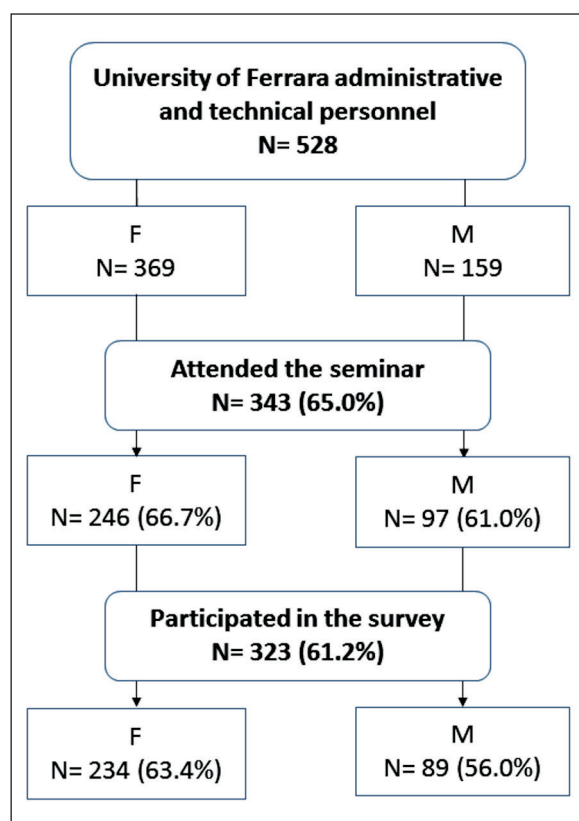 University of Ferrara administrative
and technical personnel
N= 528
F
N= 369
M
N= 159
Attended the seminar
N= 343 (65.0%)
F
N= 246 (66.7%)
M
N= 97 (61.0%)
Participated in the survey
N= 323 (61.2%)
F
N= 234 (63.4%)
M
N= 89 (56.0%)